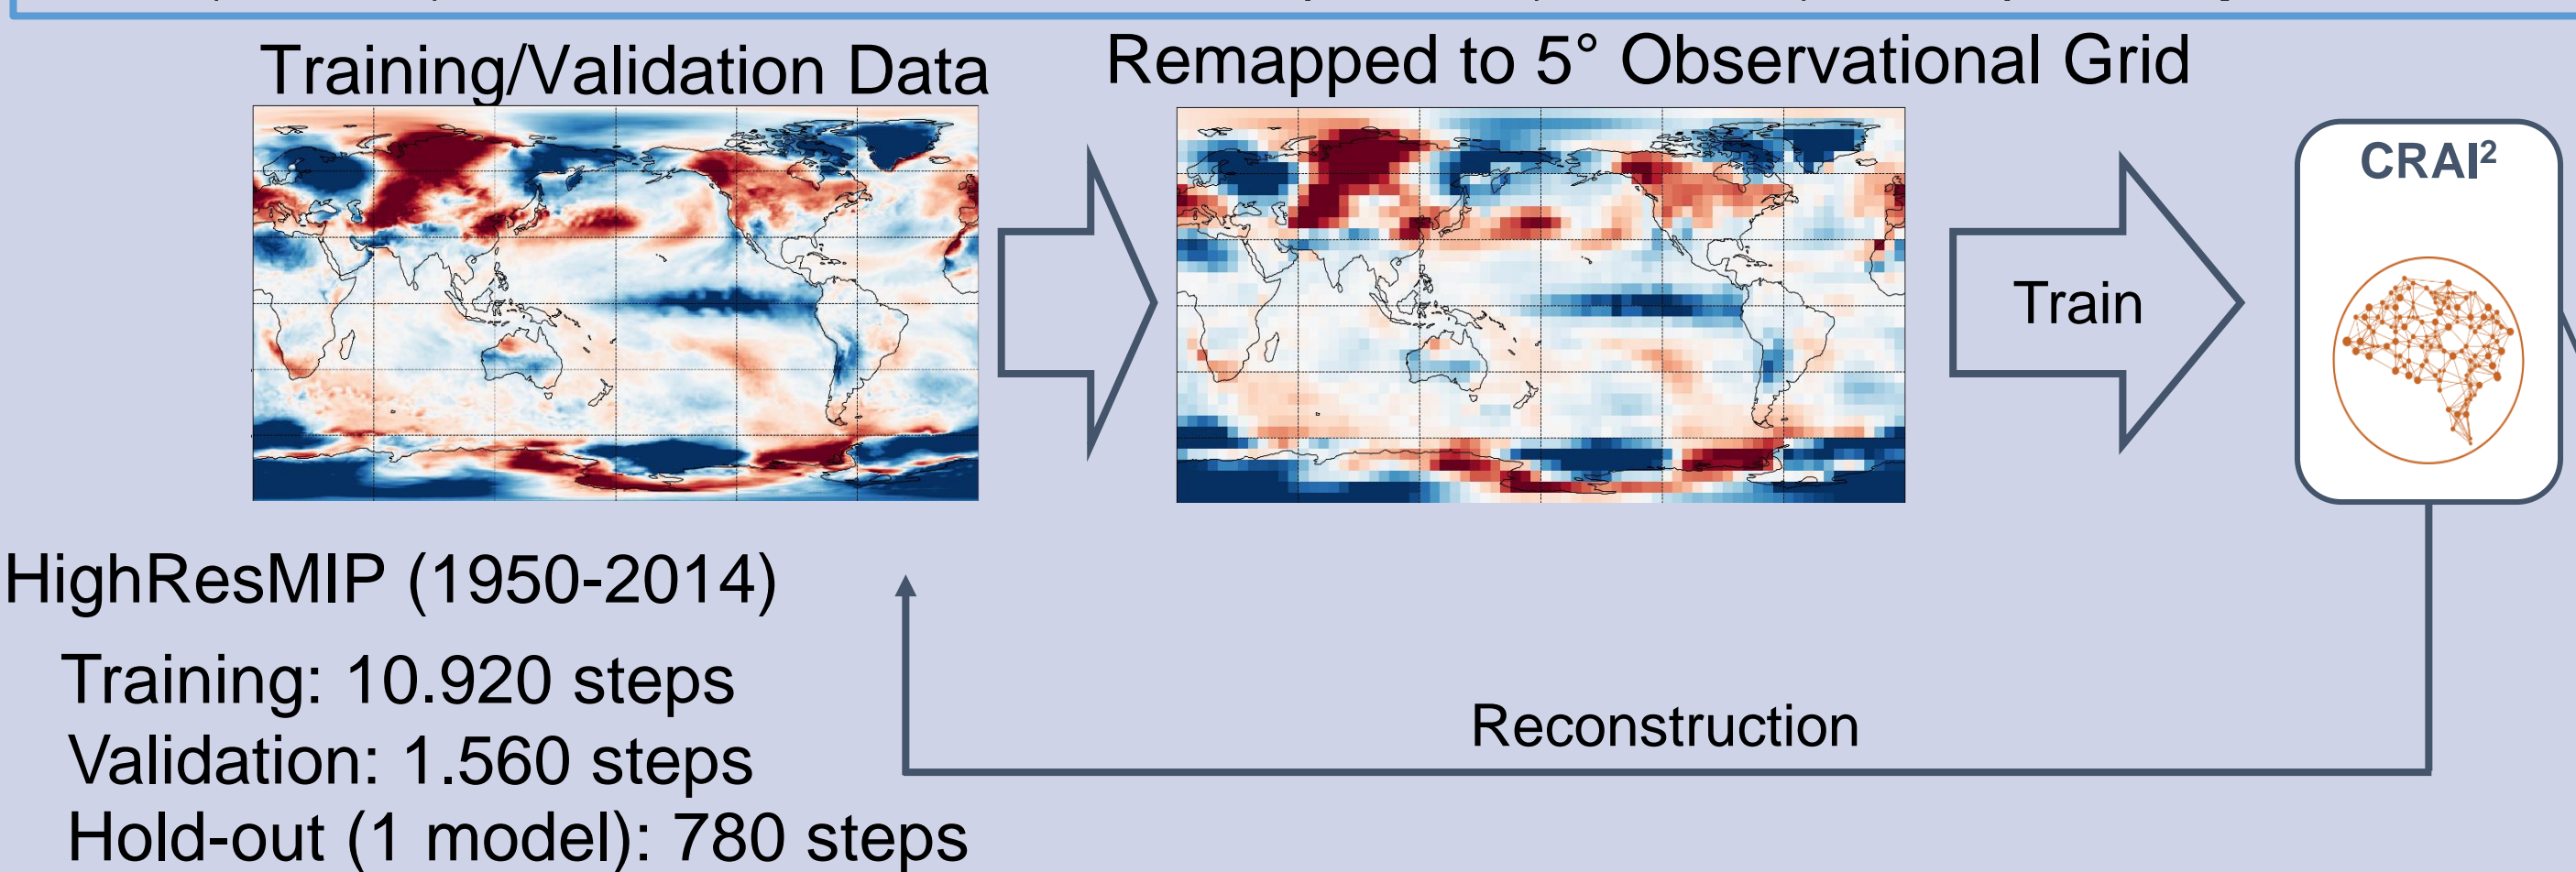 Training/Validation Data
Remapped to 5° Observational Grid
CRAI²
Train
HighResMIP (1950-2014)
Training: 10.920 steps
Validation: 1.560 steps
Hold-out (1 model): 780 steps
Reconstruction